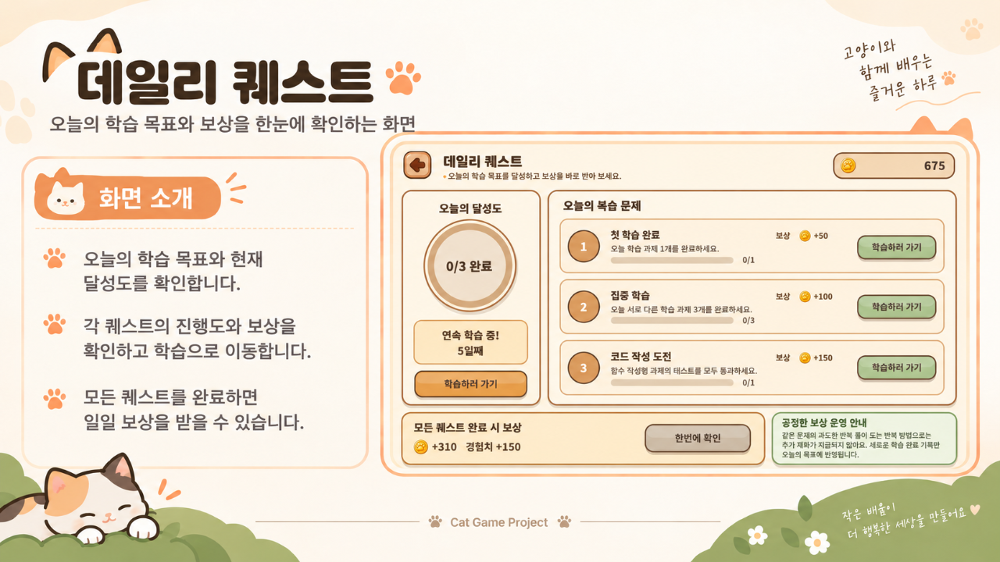 데일리 퀘스트
오늘의 학습 목표와 보상을 한눈에 확인하는 화면
고양이와
함께 배우는
즐거운 하루
화면 소개
오늘의 학습 목표와 현재
달성도를 확인합니다.
각 퀘스트의 진행도와 보상을
확인하고 학습으로 이동합니다.
모든 퀘스트를 완료하면
일일 보상을 받을 수 있습니다.
데일리 퀘스트
오늘의 학습 목표를 달성하고 보상을 바로 받아 보세요.
675
오늘의 달성도
0/3 완료
연속 학습 중!
5일째
학습하러 가기
오늘의 복습 문제
1
첫 학습 완료
오늘 학습 과제 1개를 완료하세요.
0/1
보상 +50
학습하러 가기
2
집중 학습
오늘 서로 다른 학습 과제 3개를 완료하세요.
0/3
보상 +100
학습하러 가기
3
코드 작성 도전
함수 작성형 과제의 테스트를 모두 통과하세요.
0/1
보상 +150
학습하러 가기
모든 퀘스트 완료 시 보상
+310 경험치 +150
한번에 확인
공정한 보상 운영 안내
같은 문제의 과도한 반복 풀이 도는 반복 방법으로는
추가 재화가 지급되지 않아요. 세로운 학습 완료 기록만
오늘의 목표에 반영됩니다.
Cat Game Project
작은 배움이
더 행복한 세상을 만들어요